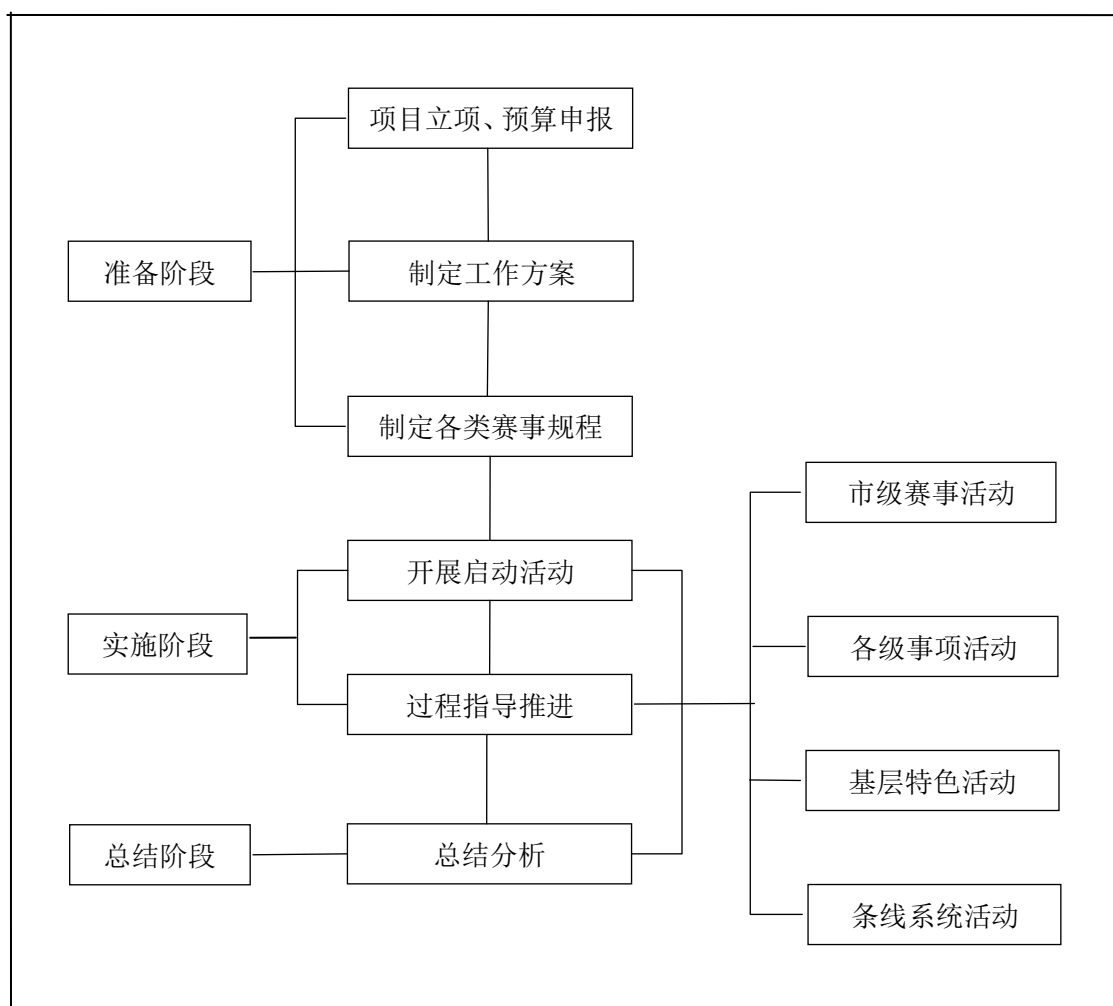 项目立项、预算申报
准备阶段
制定工作方案
制定各类赛事规程
市级赛事活动
开展启动活动
实施阶段
各级事项活动
过程指导推进
基层特色活动
总结阶段
总结分析
条线系统活动